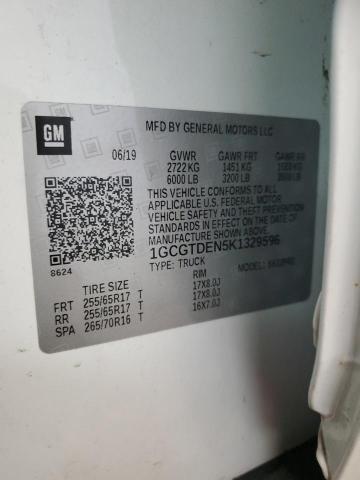 GM
MFD BY GENERAL MOTORS LLC
06/19 GVWR GAWR FRT GAWR RR
2722 KG 1451 KG KG
6000 LB 3200 LB LB
THIS VEHICLE CONFORMS TO ALL
APPLICABLE U.S. FEDERAL MOTOR
VEHICLE SAFETY AND THEFT PREVENTION
STANDARDS IN EFFECT ON THE DATE OF
MANUFACTURE SHOWN ABOVE.
1GCGTDEN5K1329596
8624
TYPE: TRUCK
TIRE SIZE RIM
FRT 255/65R17 T 17X8.0J
RR 255/65R17 T 17X8.0J
SPA 265/70R16 T 16X7.0J